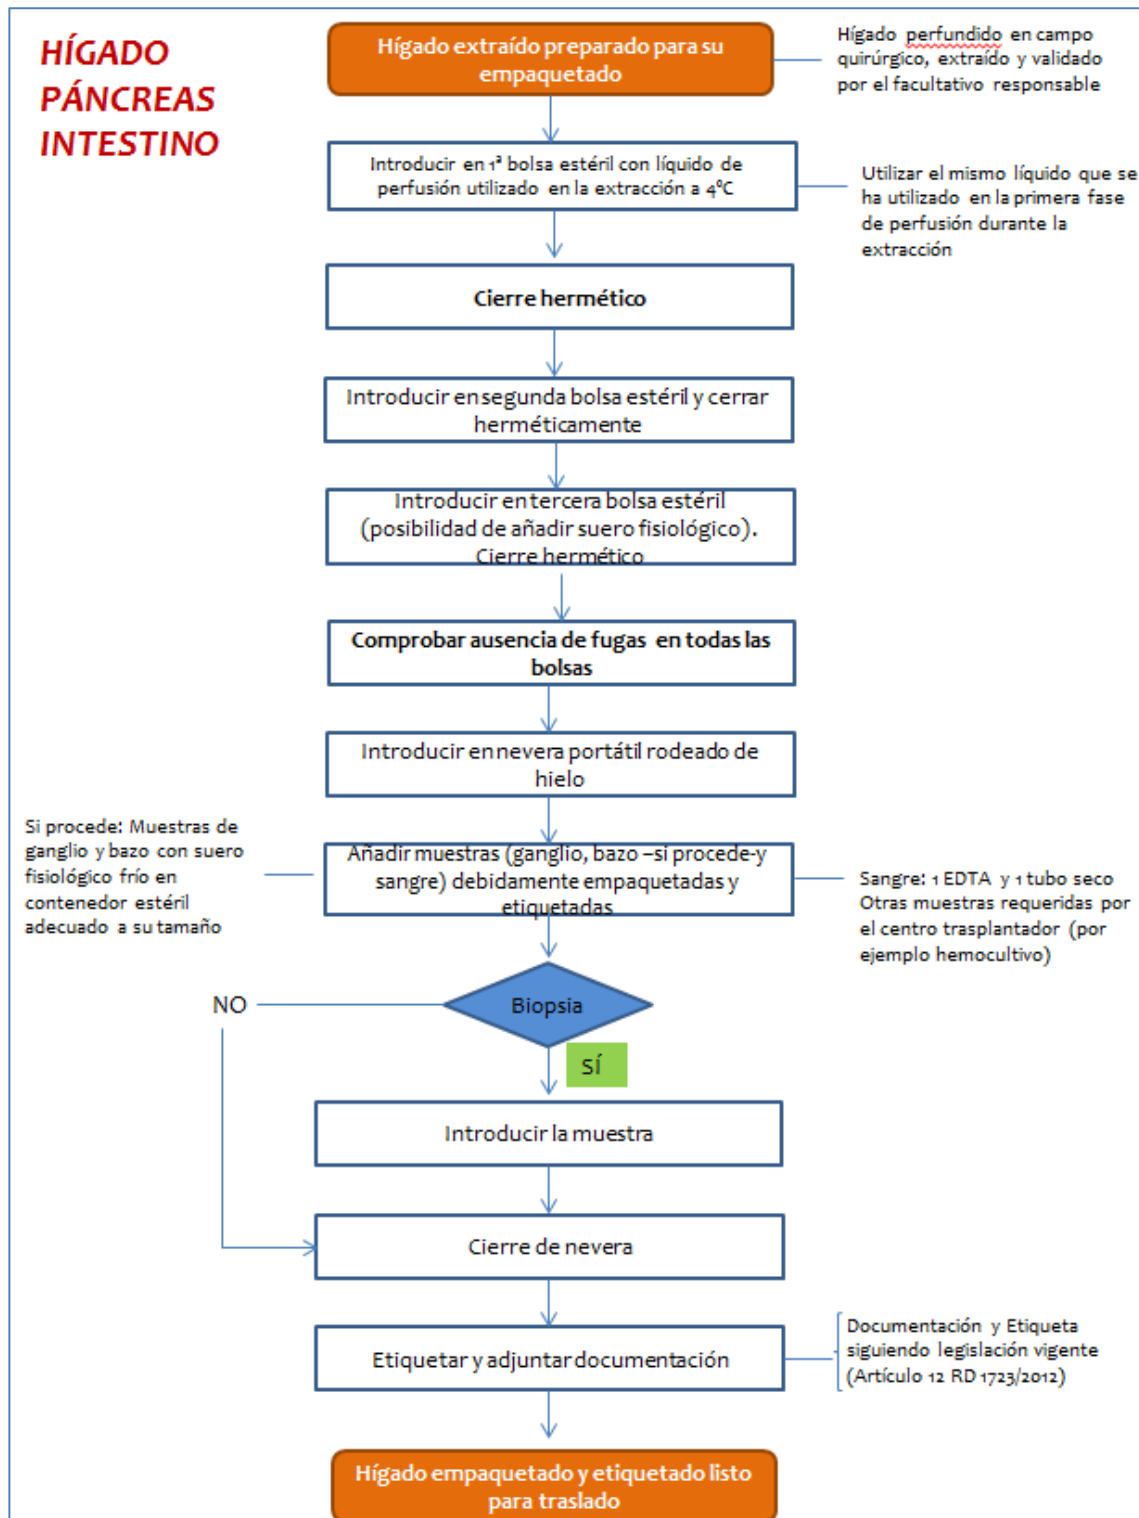 HÍGADO
PÁNCREAS
INTESTINO
Hígado extraído preparado para su
empaquetado
Hígado perfundido en campo
quirúrgico, extraído y validado
por el facultativo responsable
Introducir en 1ª bolsa estéril con líquido de
perfusión utilizado en la extracción a 4ºC
Utilizar el mismo líquido que se
ha utilizado en la primera fase
de perfusión durante la
extracción
Cierre hermético
Introducir en segunda bolsa estéril y cerrar
herméticamente
Introducir en tercera bolsa estéril
(posibilidad de añadir suero fisiológico).
Cierre hermético
Comprobar ausencia de fugas en todas las
bolsas
Introducir en nevera portátil rodeado de
hielo
Si procede: Muestras de
ganglio y bazo con suero
fisiológico frío en
contenedor estéril
adecuado a su tamaño
Añadir muestras (ganglio, bazo –si procede-y
sangre) debidamente empaquetadas y
etiquetadas
Sangre: 1 EDTA y 1 tubo seco
Otras muestras requeridas por
el centro trasplantador (por
ejemplo hemocultivo)
Biopsia
NO
SÍ
Introducir la muestra
Cierre de nevera
Etiquetar y adjuntar documentación
Documentación y Etiqueta
siguiendo legislación vigente
(Artículo 12 RD 1723/2012)
Hígado empaquetado y etiquetado listo
para traslado